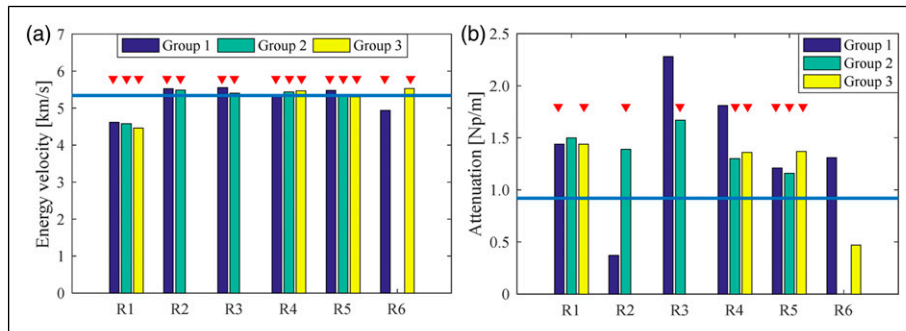 (a)
Group 1 Group 2 Group 3
Energy velocity [km/s]
7
6
5
4
3
2
1
0
R1 R2 R3 R4 R5 R6
(b)
Group 1
Group 2
Group 3
Attenuation [Np/m]
2.5
2.0
1.5
1.0
0.5
0
R1 R2 R3 R4 R5 R6